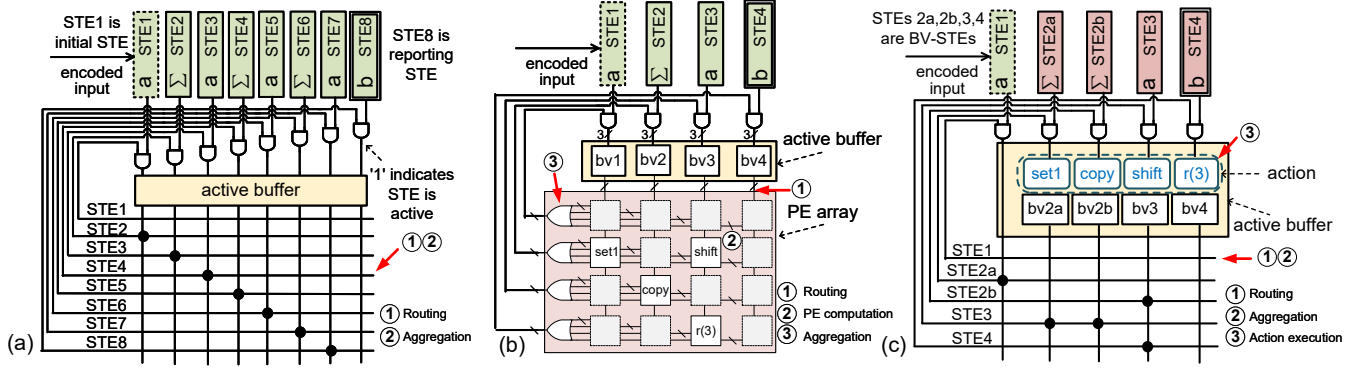 STE1 is
initial STE
encoded
input
a STE1
Σ STE2
a STE3
Σ STE4
a STE5
Σ STE6
a STE7
b STE8
STE8 is
reporting
STE
'1' indicates
STE is
active
active buffer
STE1
STE2
STE3
STE4
STE5
STE6
STE7
STE8
①②
① Routing
② Aggregation
(a)
encoded
input
a STE1
Σ STE2
a STE3
b STE4
3 3 3 3
active buffer
bv1 bv2 bv3 bv4
③
①
PE array
②
set1 shift
copy
r(3)
① Routing
② PE computation
③ Aggregation
(b)
STEs 2a,2b,3,4
are BV-STEs
encoded
input
a STE1
Σ STE2a
Σ STE2b
a STE3
b STE4
③
set1 copy shift r(3)
action
bv2a bv2b bv3 bv4
active buffer
STE1
STE2a
STE2b
STE3
STE4
①②
① Routing
② Aggregation
③ Action execution
(c)